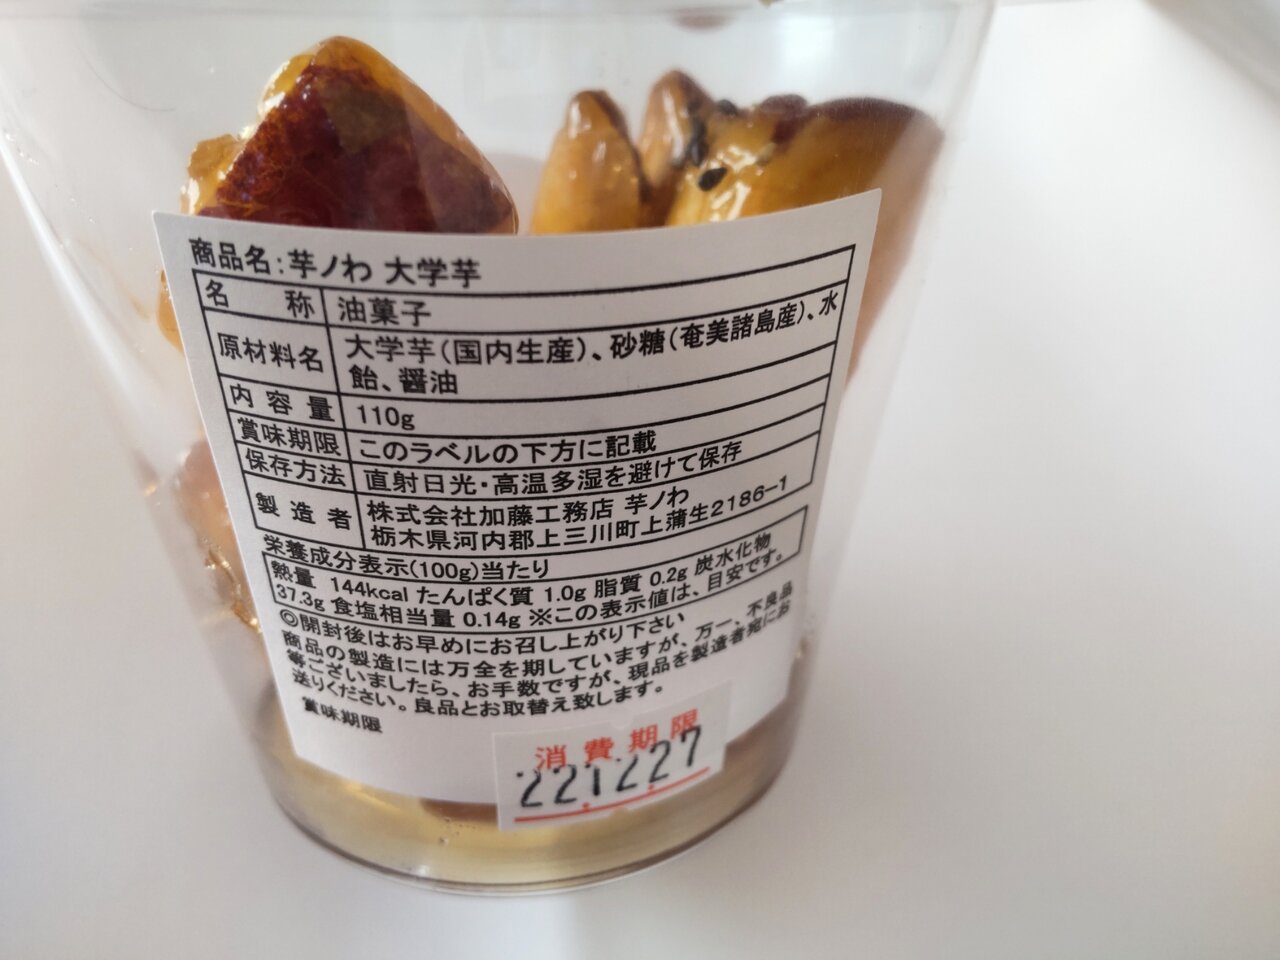 商品名：芋ノわ 大学芋
名称 油菓子
原材料名 大学芋（国内生産）、砂糖（奄美諸島産）、水
飴、醤油
内容量 110g
賞味期限 このラベルの下方に記載
保存方法 直射日光・高温多湿を避けて保存
製造者 株式会社加藤工務店 芋ノわ
栃木県河内郡上三川町上蒲生2186-1
栄養成分表示(100g)当たり
熱量 144kcal たんぱく質 1.0g 脂質 0.2g 炭水化物
37.3g 食塩相当量 0.14g ※この表示値は、目安です。
◎開封後はお早めにお召し上がり下さい
商品の製造には万全を期していますが、万一、不良品
等ございましたら、お手数ですが、現品を製造者宛にお
送りください。良品とお取替え致します。
賞味期限
消費期限
22.12.27